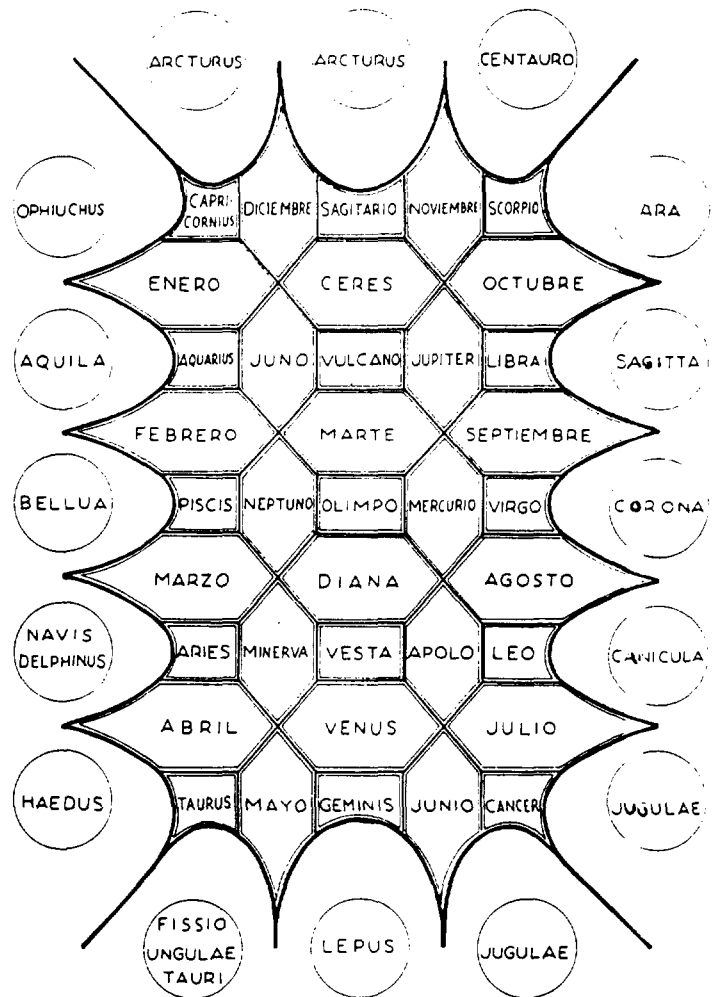 ARCTURUS
ARCTURUS
CENTAURO
OPHIUCHUS
CAPRI-
CORNIUS
DICIEMBRE
SAGITARIO
NOVIEMBRE
SCORPIO
ARA
ENERO
CERES
OCTUBRE
AQUILA
AQUARIUS
JUNO
VULCANO
JUPITER
LIBRA
SAGITTA
FEBRERO
MARTE
SEPTIEMBRE
BELLUA
PISCIS
NEPTUNO
OLIMPO
MERCURIO
VIRGO
CORONA
MARZO
DIANA
AGOSTO
NAVIS
DELPHINUS
ARIES
MINERVA
VESTA
APOLO
LEO
CANICULA
ABRIL
VENUS
JULIO
HAEDUS
TAURUS
MAYO
GEMINIS
JUNIO
CANCER
JUGULAE
FISSIO
UNGULAE
TAURI
LEPUS
JUGULAE